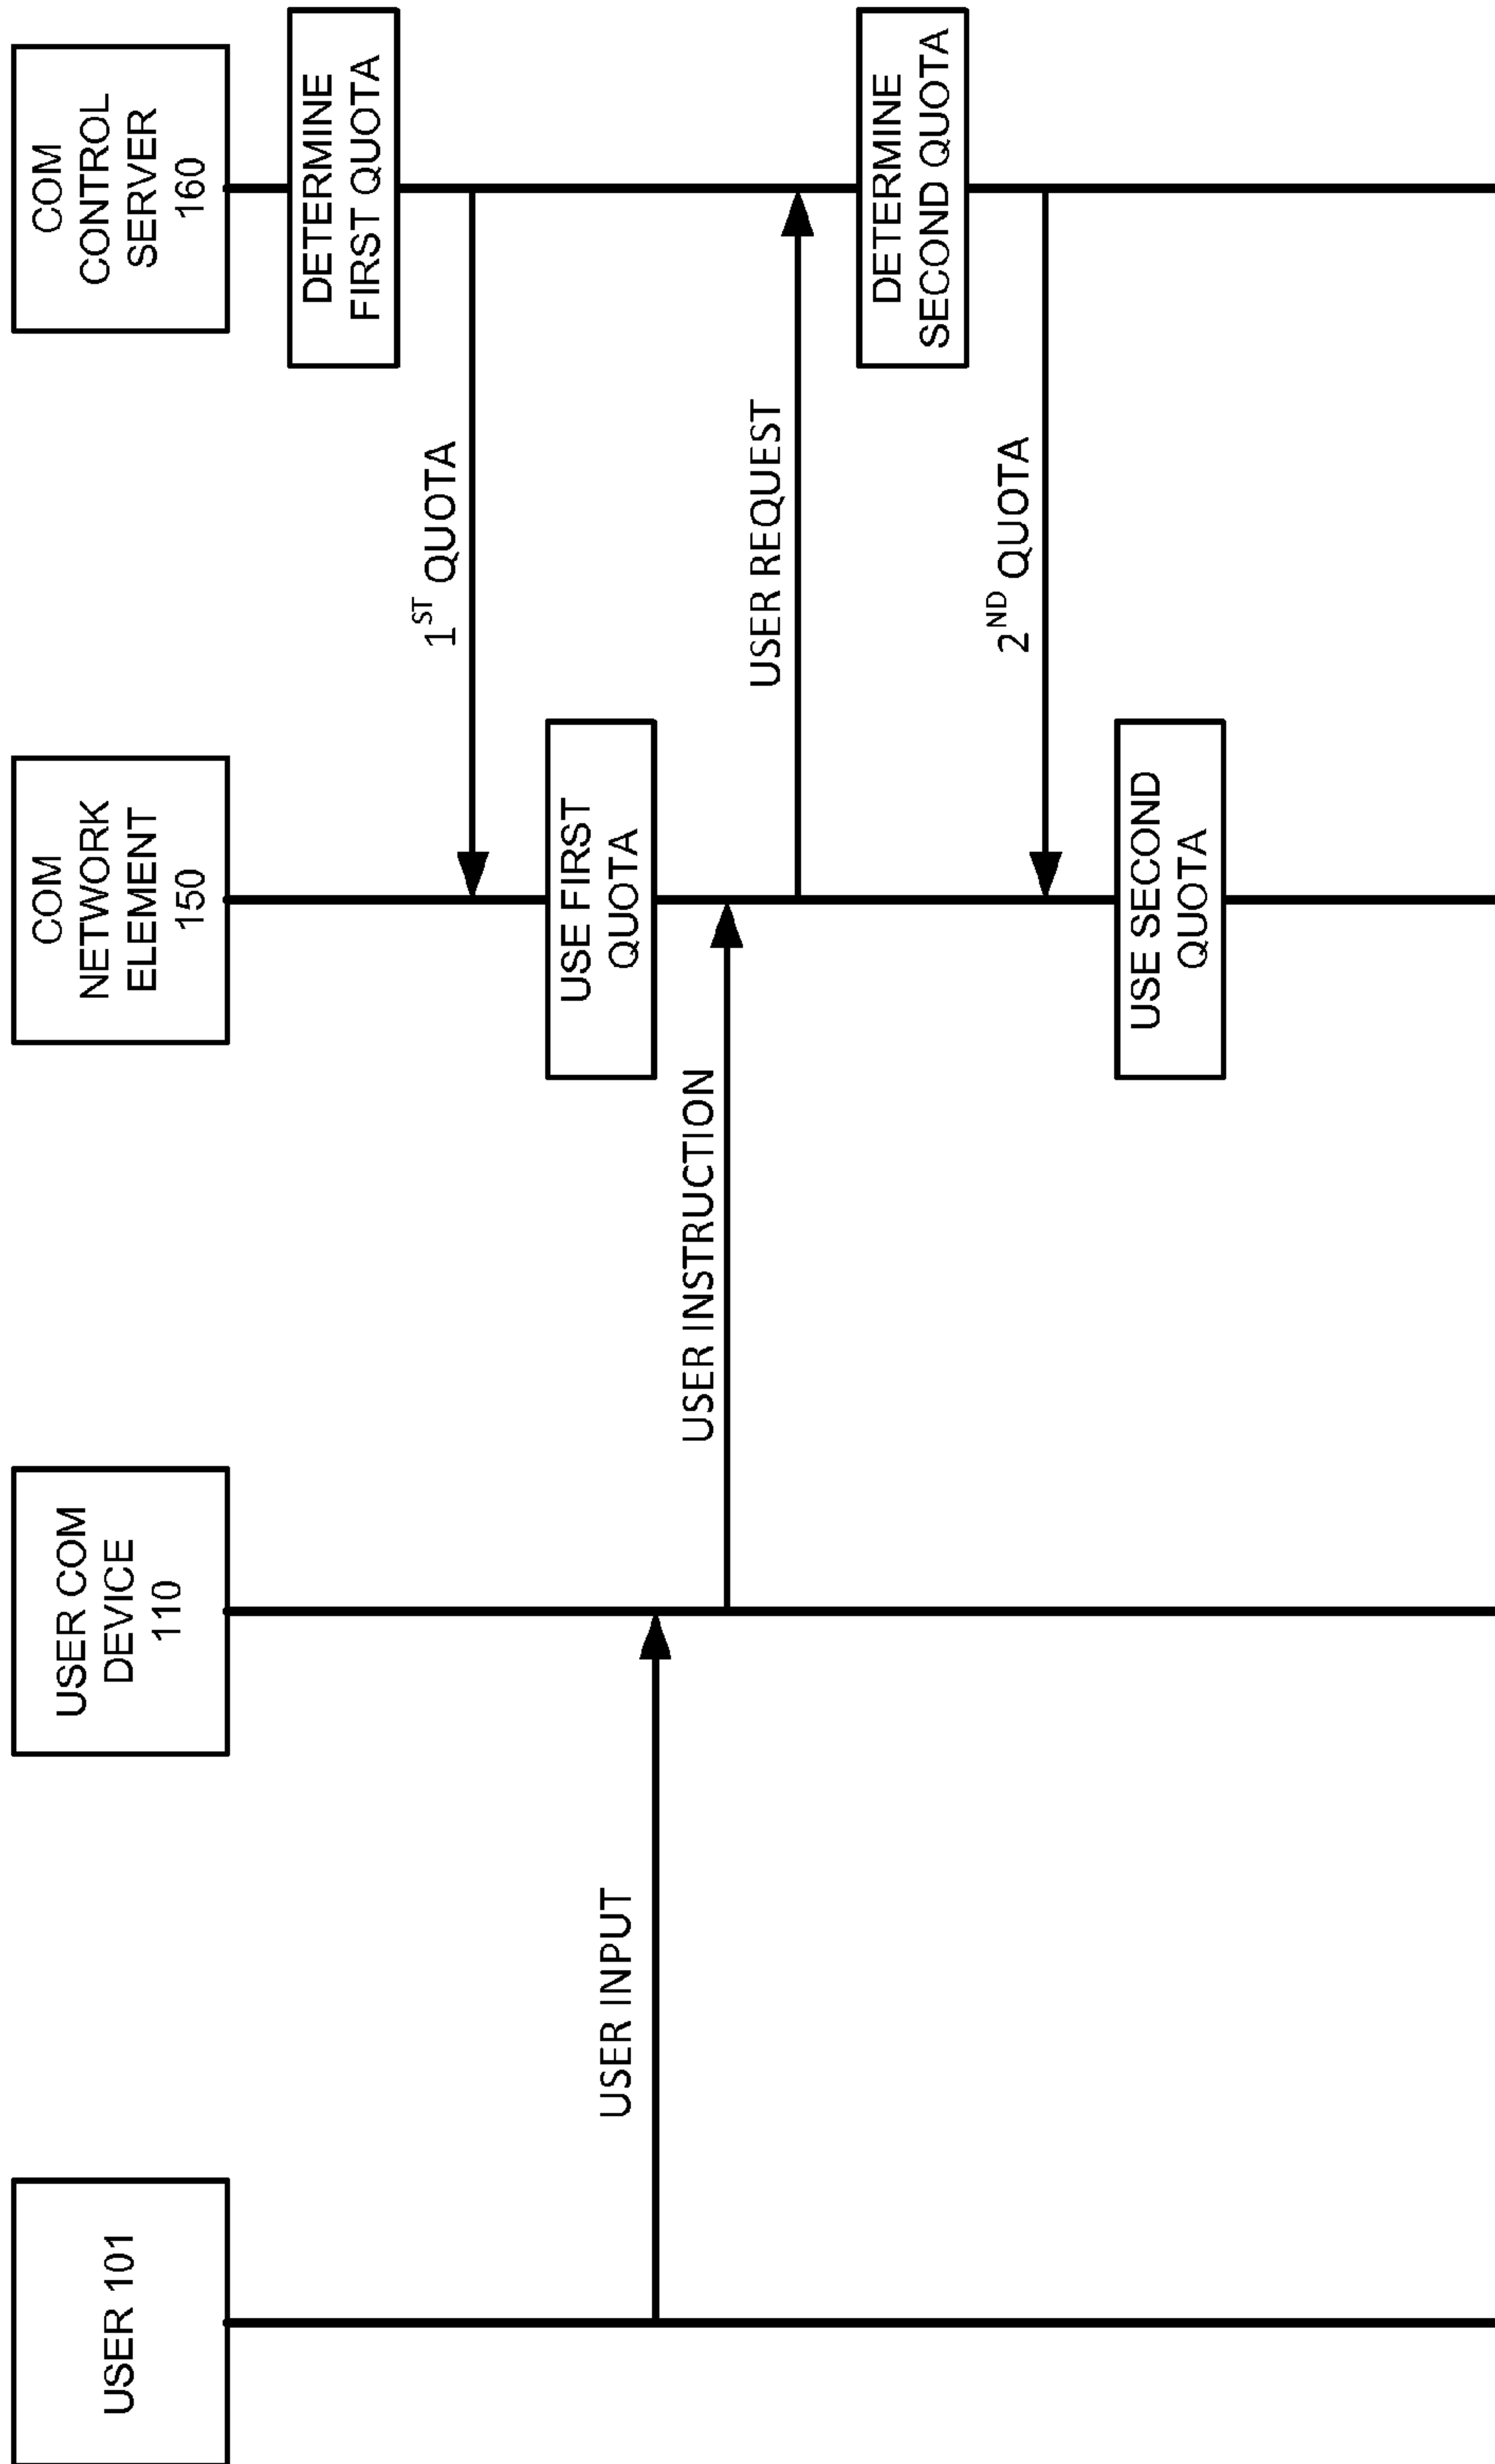 USER 101
USER COM
DEVICE
110
COM
NETWORK
ELEMENT
150
COM
CONTROL
SERVER
160
DETERMINE
FIRST QUOTA
1ST QUOTA
USE FIRST
QUOTA
USER INPUT
USER INSTRUCTION
USER REQUEST
DETERMINE
SECOND QUOTA
2ND QUOTA
USE SECOND
QUOTA